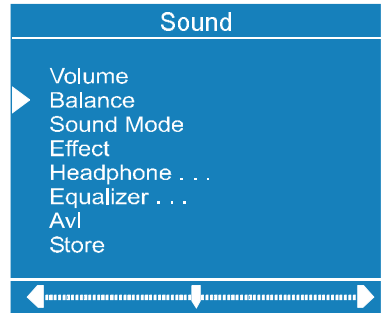 Sound
Volume
Balance
Sound Mode
Effect
Headphone . . .
Equalizer . . .
Avl
Store